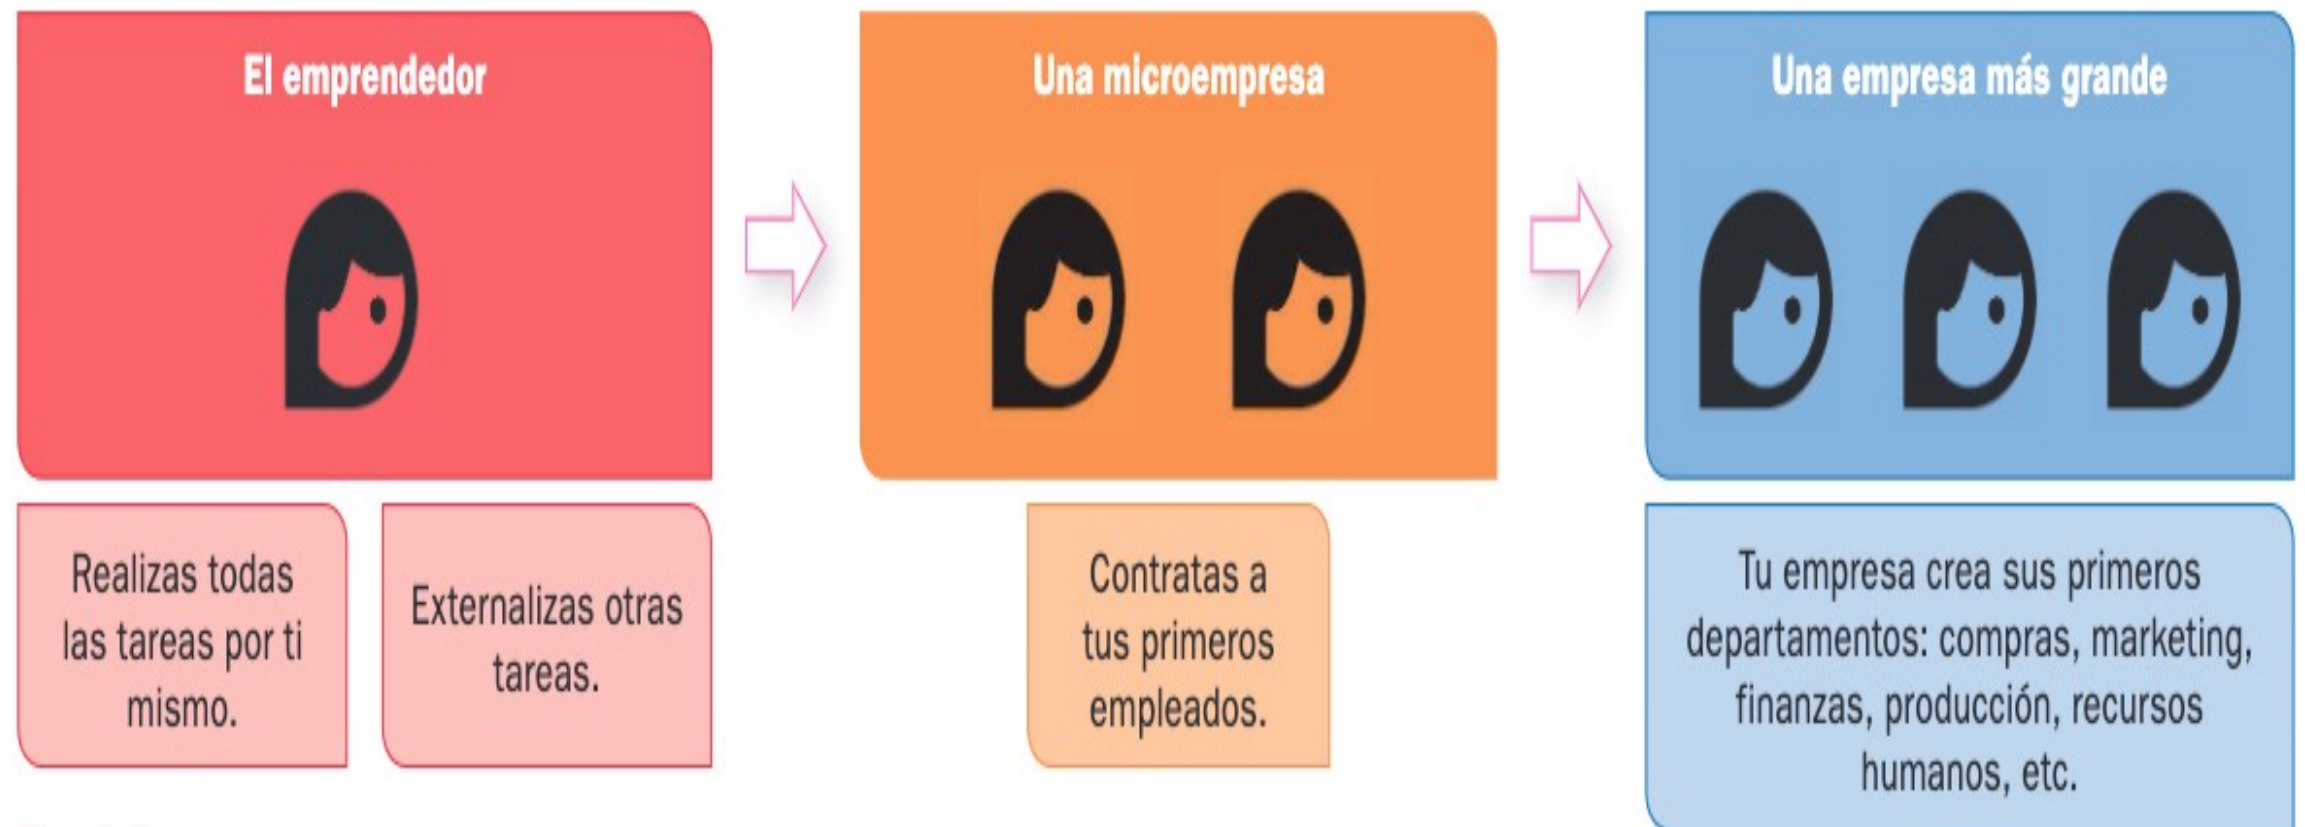 El emprendedor
Una microempresa
Una empresa más grande
Realizas todas
las tareas por ti
mismo.
Externalizas otras
tareas.
Contratas a
tus primeros
empleados.
Tu empresa crea sus primeros
departamentos: compras, marketing,
finanzas, producción, recursos
humanos, etc.